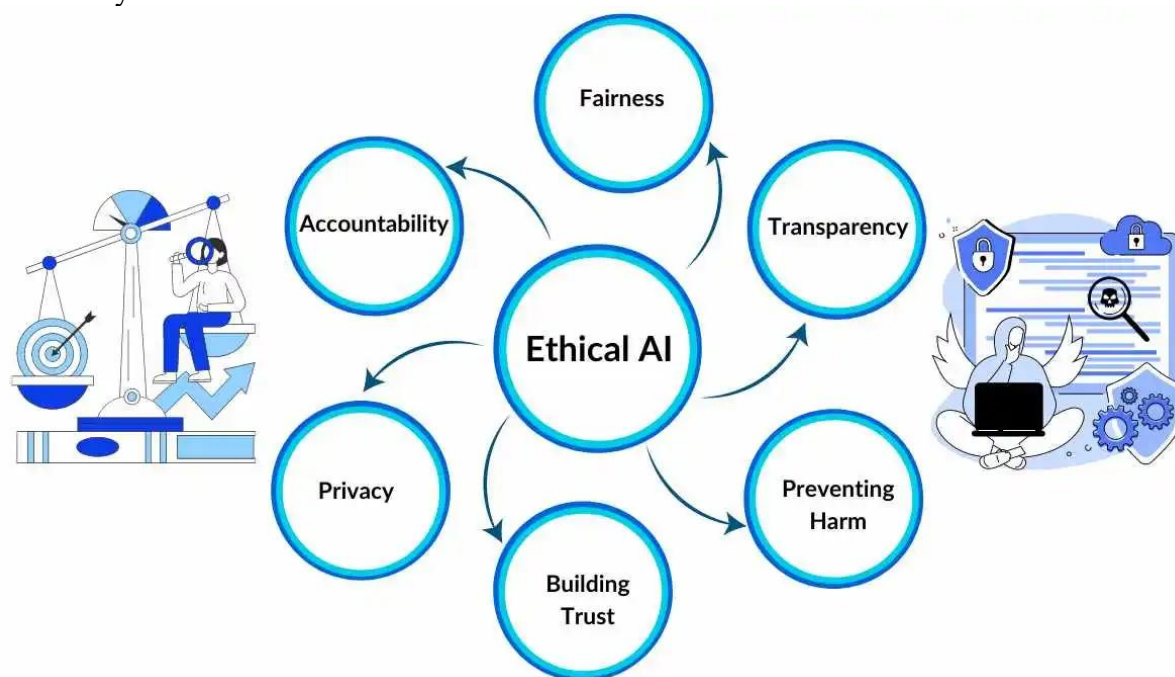 Fairness
Accountability
Transparency
Ethical AI
Privacy
Preventing
Harm
Building
Trust